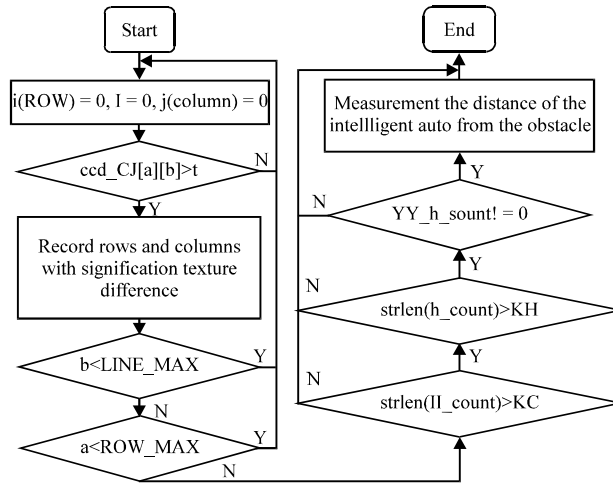 Start
i(ROW) = 0, I = 0, j(column) = 0
ccd_CJ[a][b]>t
N
Y
Record rows and columns
with signification texture
difference
b<LINE_MAX
Y
N
a<ROW_MAX
Y
N
End
Measurement the distance of the
intellligent auto from the obstacle
Y
N
YY_h_sount! = 0
Y
N
strlen(h_count)>KH
Y
N
strlen(II_count)>KC